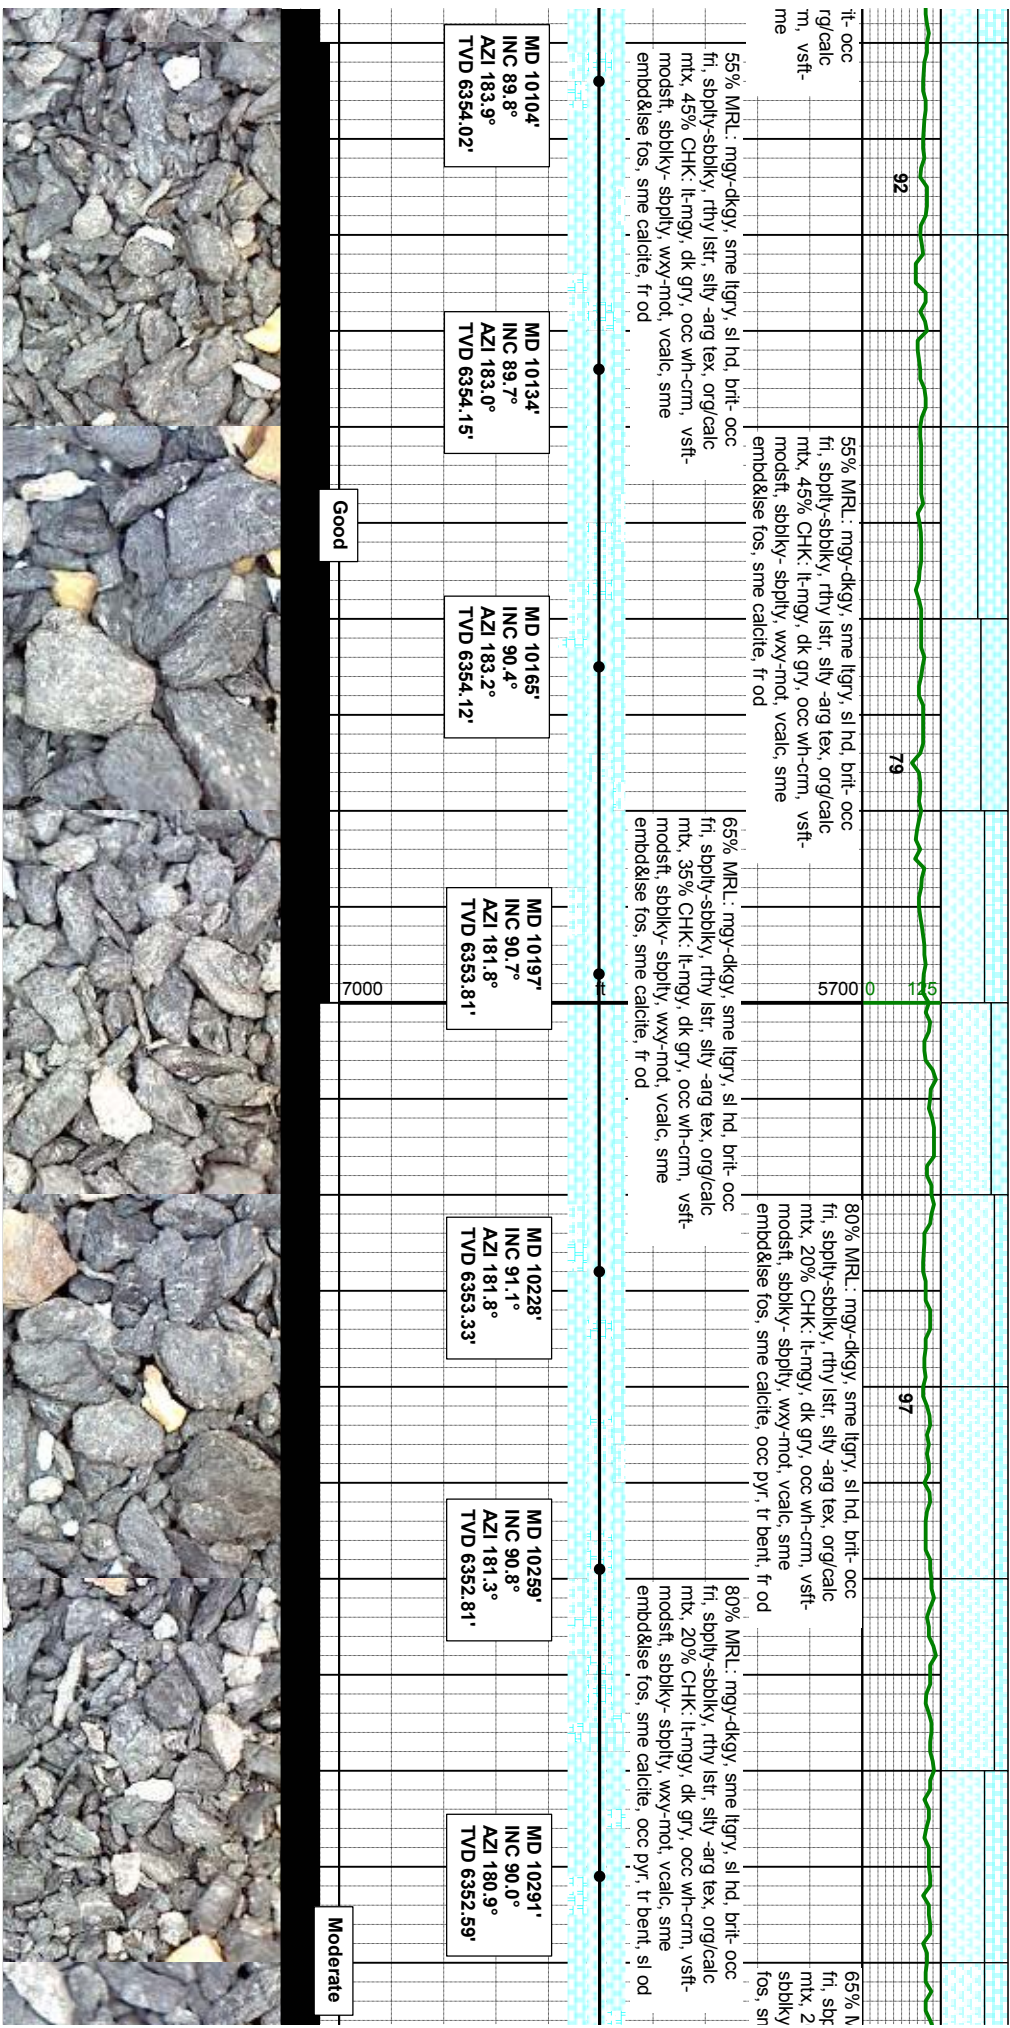 it- occ
rg/calc
m, vsft-
me
55% MRL: mgy-dkgy, sme ltgry, sl hd, brit- occ
fri, sbplty-sbblky, rthy lstr, slty -arg tex, org/calc
mtx, 45% CHK: lt-mgy, dk gry, occ wh-crm, vsft-
modsft, sbblky- sbplty, wxy-mot, vcalc, sme
embd&lse fos, sme calcite, fr od
55% MRL: mgy-dkgy, sme ltgry, sl hd, brit- occ
fri, sbplty-sbblky, rthy lstr, slty -arg tex, org/calc
mtx, 45% CHK: lt-mgy, dk gry, occ wh-crm, vsft-
modsft, sbblky- sbplty, wxy-mot, vcalc, sme
embd&lse fos, sme calcite, fr od
65% MRL: mgy-dkgy, sme ltgry, sl hd, brit- occ
fri, sbplty-sbblky, rthy lstr, slty -arg tex, org/calc
mtx, 35% CHK: lt-mgy, dk gry, occ wh-crm, vsft-
modsft, sbblky- sbplty, wxy-mot, vcalc, sme
embd&lse fos, sme calcite, fr od
80% MRL: mgy-dkgy, sme ltgry, sl hd, brit- occ
fri, sbplty-sbblky, rthy lstr, slty -arg tex, org/calc
mtx, 20% CHK: lt-mgy, dk gry, occ wh-crm, vsft-
modsft, sbblky- sbplty, wxy-mot, vcalc, sme
embd&lse fos, sme calcite, occ pyr, tr bent, fr od
80% MRL: mgy-dkgy, sme ltgry, sl hd, brit- occ
fri, sbplty-sbblky, rthy lstr, slty -arg tex, org/calc
mtx, 20% CHK: lt-mgy, dk gry, occ wh-crm, vsft-
modsft, sbblky- sbplty, wxy-mot, vcalc, sme
embd&lse fos, sme calcite, occ pyr, tr bent, sl od
65% M
fri, sbp
mtx, 2
sbblky
fos, sn
92
79
97
7000
ft
5700
0
125
MD 10104'
INC 89.8°
AZI 183.9°
TVD 6354.02'
MD 10134'
INC 89.7°
AZI 183.0°
TVD 6354.15'
MD 10165'
INC 90.4°
AZI 183.2°
TVD 6354.12'
MD 10197'
INC 90.7°
AZI 181.8°
TVD 6353.81'
MD 10228'
INC 91.1°
AZI 181.8°
TVD 6353.33'
MD 10259'
INC 90.8°
AZI 181.3°
TVD 6352.81'
MD 10291'
INC 90.0°
AZI 180.9°
TVD 6352.59'
Good
Moderate